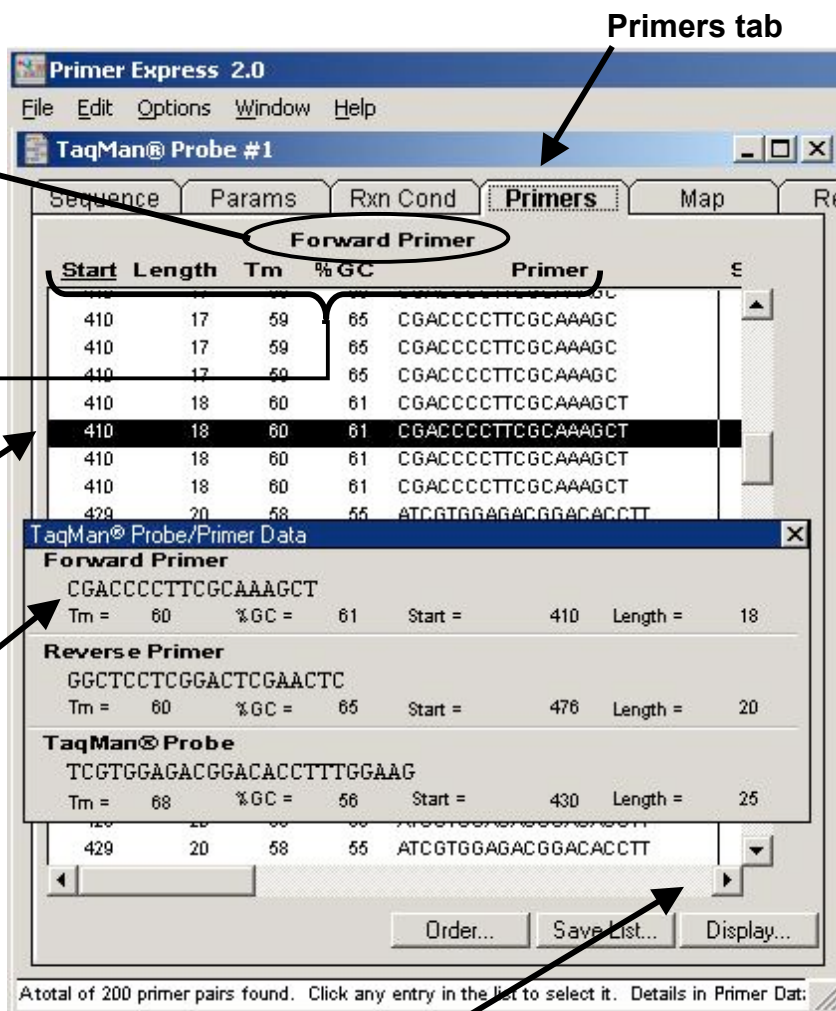 Primers tab
Primer Express 2.0
File Edit Options Window Help
TaqMan® Probe #1
Sequence Params Rxn Cond Primers Map Re
Forward Primer
Start Length Tm %GC Primer S
410 17 59 65 CGACCCCTTCGCAAAGC
410 17 59 65 CGACCCCTTCGCAAAGC
410 17 59 65 CGACCCCTTCGCAAAGC
410 18 60 61 CGACCCCTTCGCAAAGCT
410 18 60 61 CGACCCCTTCGCAAAGCT
410 18 60 61 CGACCCCTTCGCAAAGCT
410 18 60 61 CGACCCCTTCGCAAAGCT
429 20 58 55 ATCGTGGAGACGGACACCTT
TaqMan® Probe/Primer Data
Forward Primer
CGACCCCTTCGCAAAGCT
Tm = 60 %GC = 61 Start = 410 Length = 18
Reverse Primer
GGCTCCTCGGACTCGAACTC
Tm = 60 %GC = 65 Start = 476 Length = 20
TaqMan® Probe
TCGTGGAGACGGACACCTTTGGAAG
Tm = 68 %GC = 56 Start = 430 Length = 25
429 20 58 55 ATCGTGGAGACGGACACCTT
Order... Save List... Display...
A total of 200 primer pairs found. Click any entry in the list to select it. Details in Primer Dat